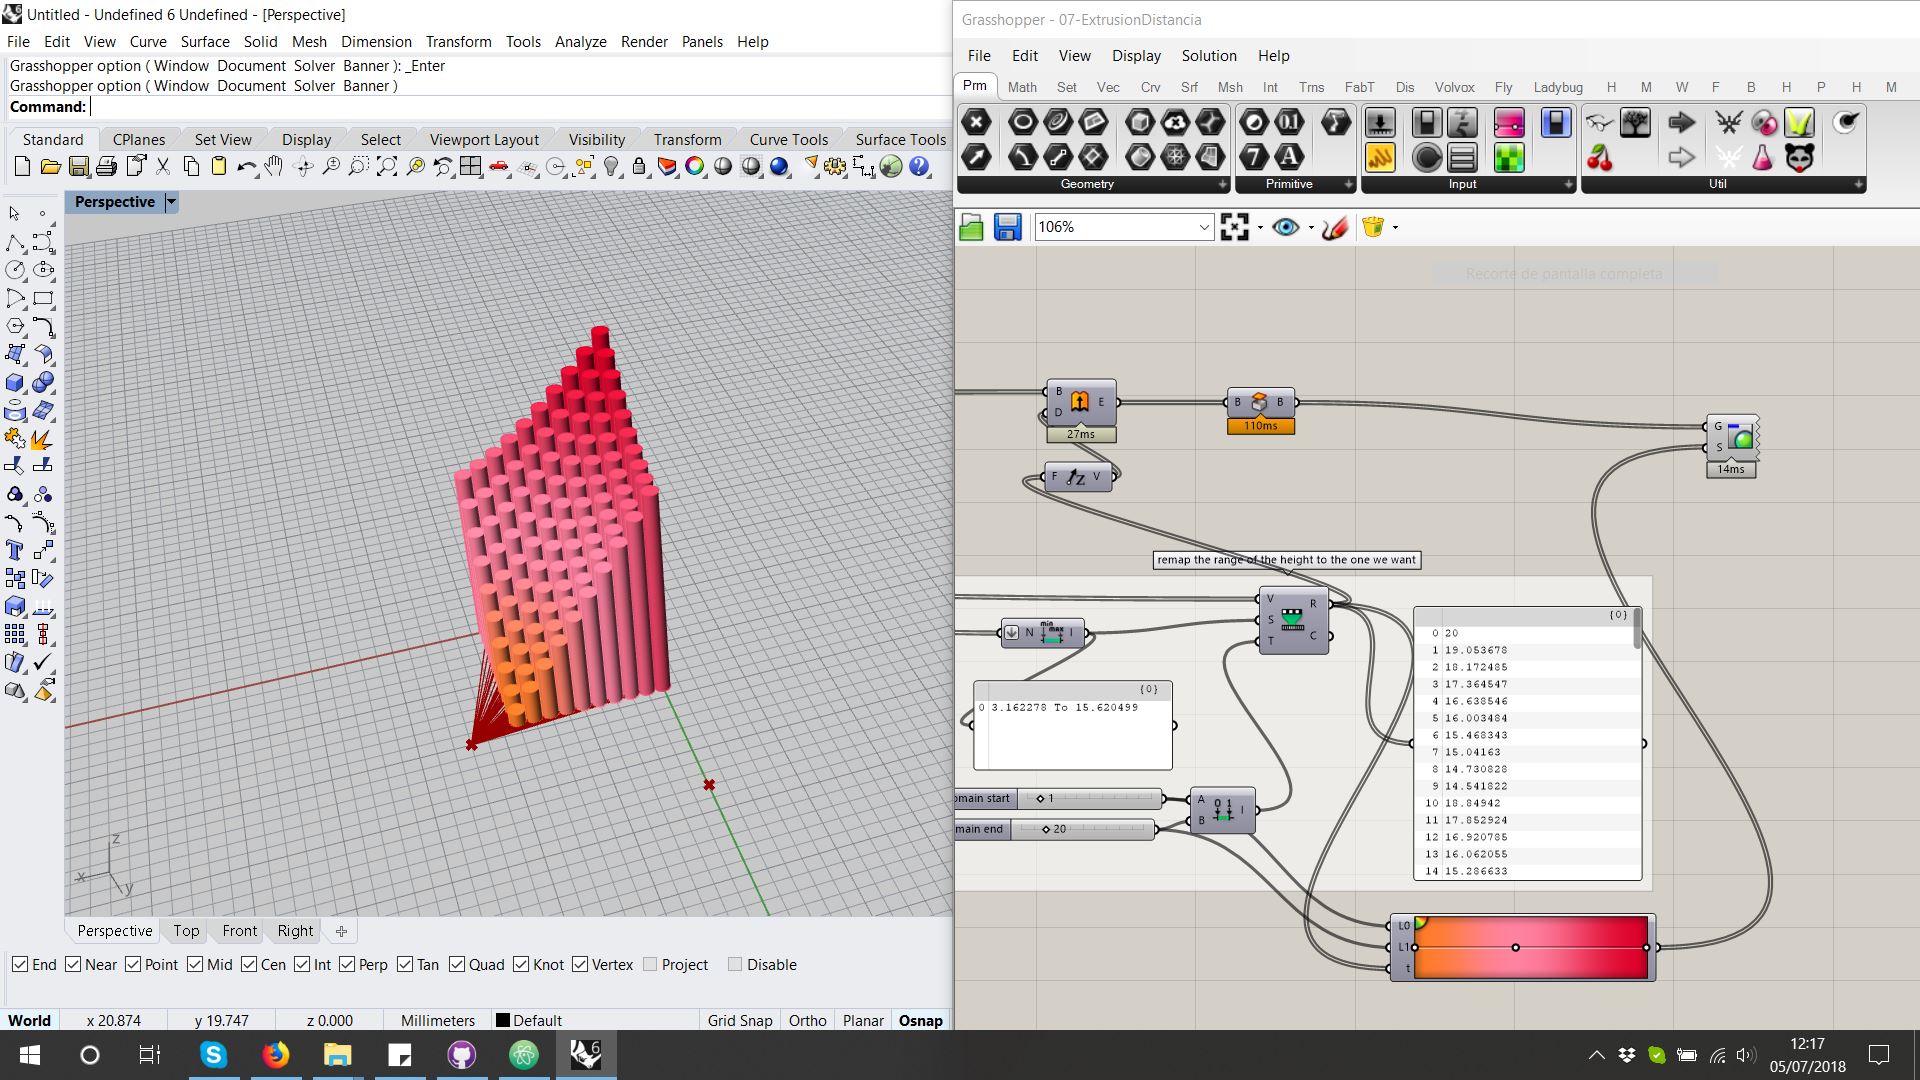 Untitled - Undefined 6 Undefined - [Perspective]
File Edit View Curve Surface Solid Mesh Dimension Transform Tools Analyze Render Panels Help
Grasshopper option ( Window Document Solver Banner ): _Enter
Grasshopper option ( Window Document Solver Banner )
Command:
Standard CPlanes Set View Display Select Viewport Layout Visibility Transform Curve Tools Surface Tools
Perspective
z
x
y
Perspective Top Front Right
End Near Point Mid Cen Int Perp Tan Quad Knot Vertex Project Disable
World x 20.874 y 19.747 z 0.000 Millimeters Default Grid Snap Ortho Planar Osnap
Grasshopper - 07-ExtrusionDistancia
File Edit View Display Solution Help
Prm Math Set Vec Crv Srf Msh Int Trns FabT Dis Volvox Fly Ladybug H M W F B H P H M
Geometry Primitive Input Util
106%
Recorte de pantalla completa
B
D
E
27ms
B B
110ms
G
S
14ms
F Z V
remap the range of the height to the one we want
V
S
T
R
C
N min max I
{0}
0 3.162278 To 15.620499
omain start 1
main end 20
A
B
0 1
I
{0}
0 20
1 19.053678
2 18.172485
3 17.364547
4 16.638546
5 16.003484
6 15.468343
7 15.04163
8 14.730828
9 14.541822
10 18.84942
11 17.852924
12 16.920785
13 16.062055
14 15.286633
L0
L1
t
12:17
05/07/2018